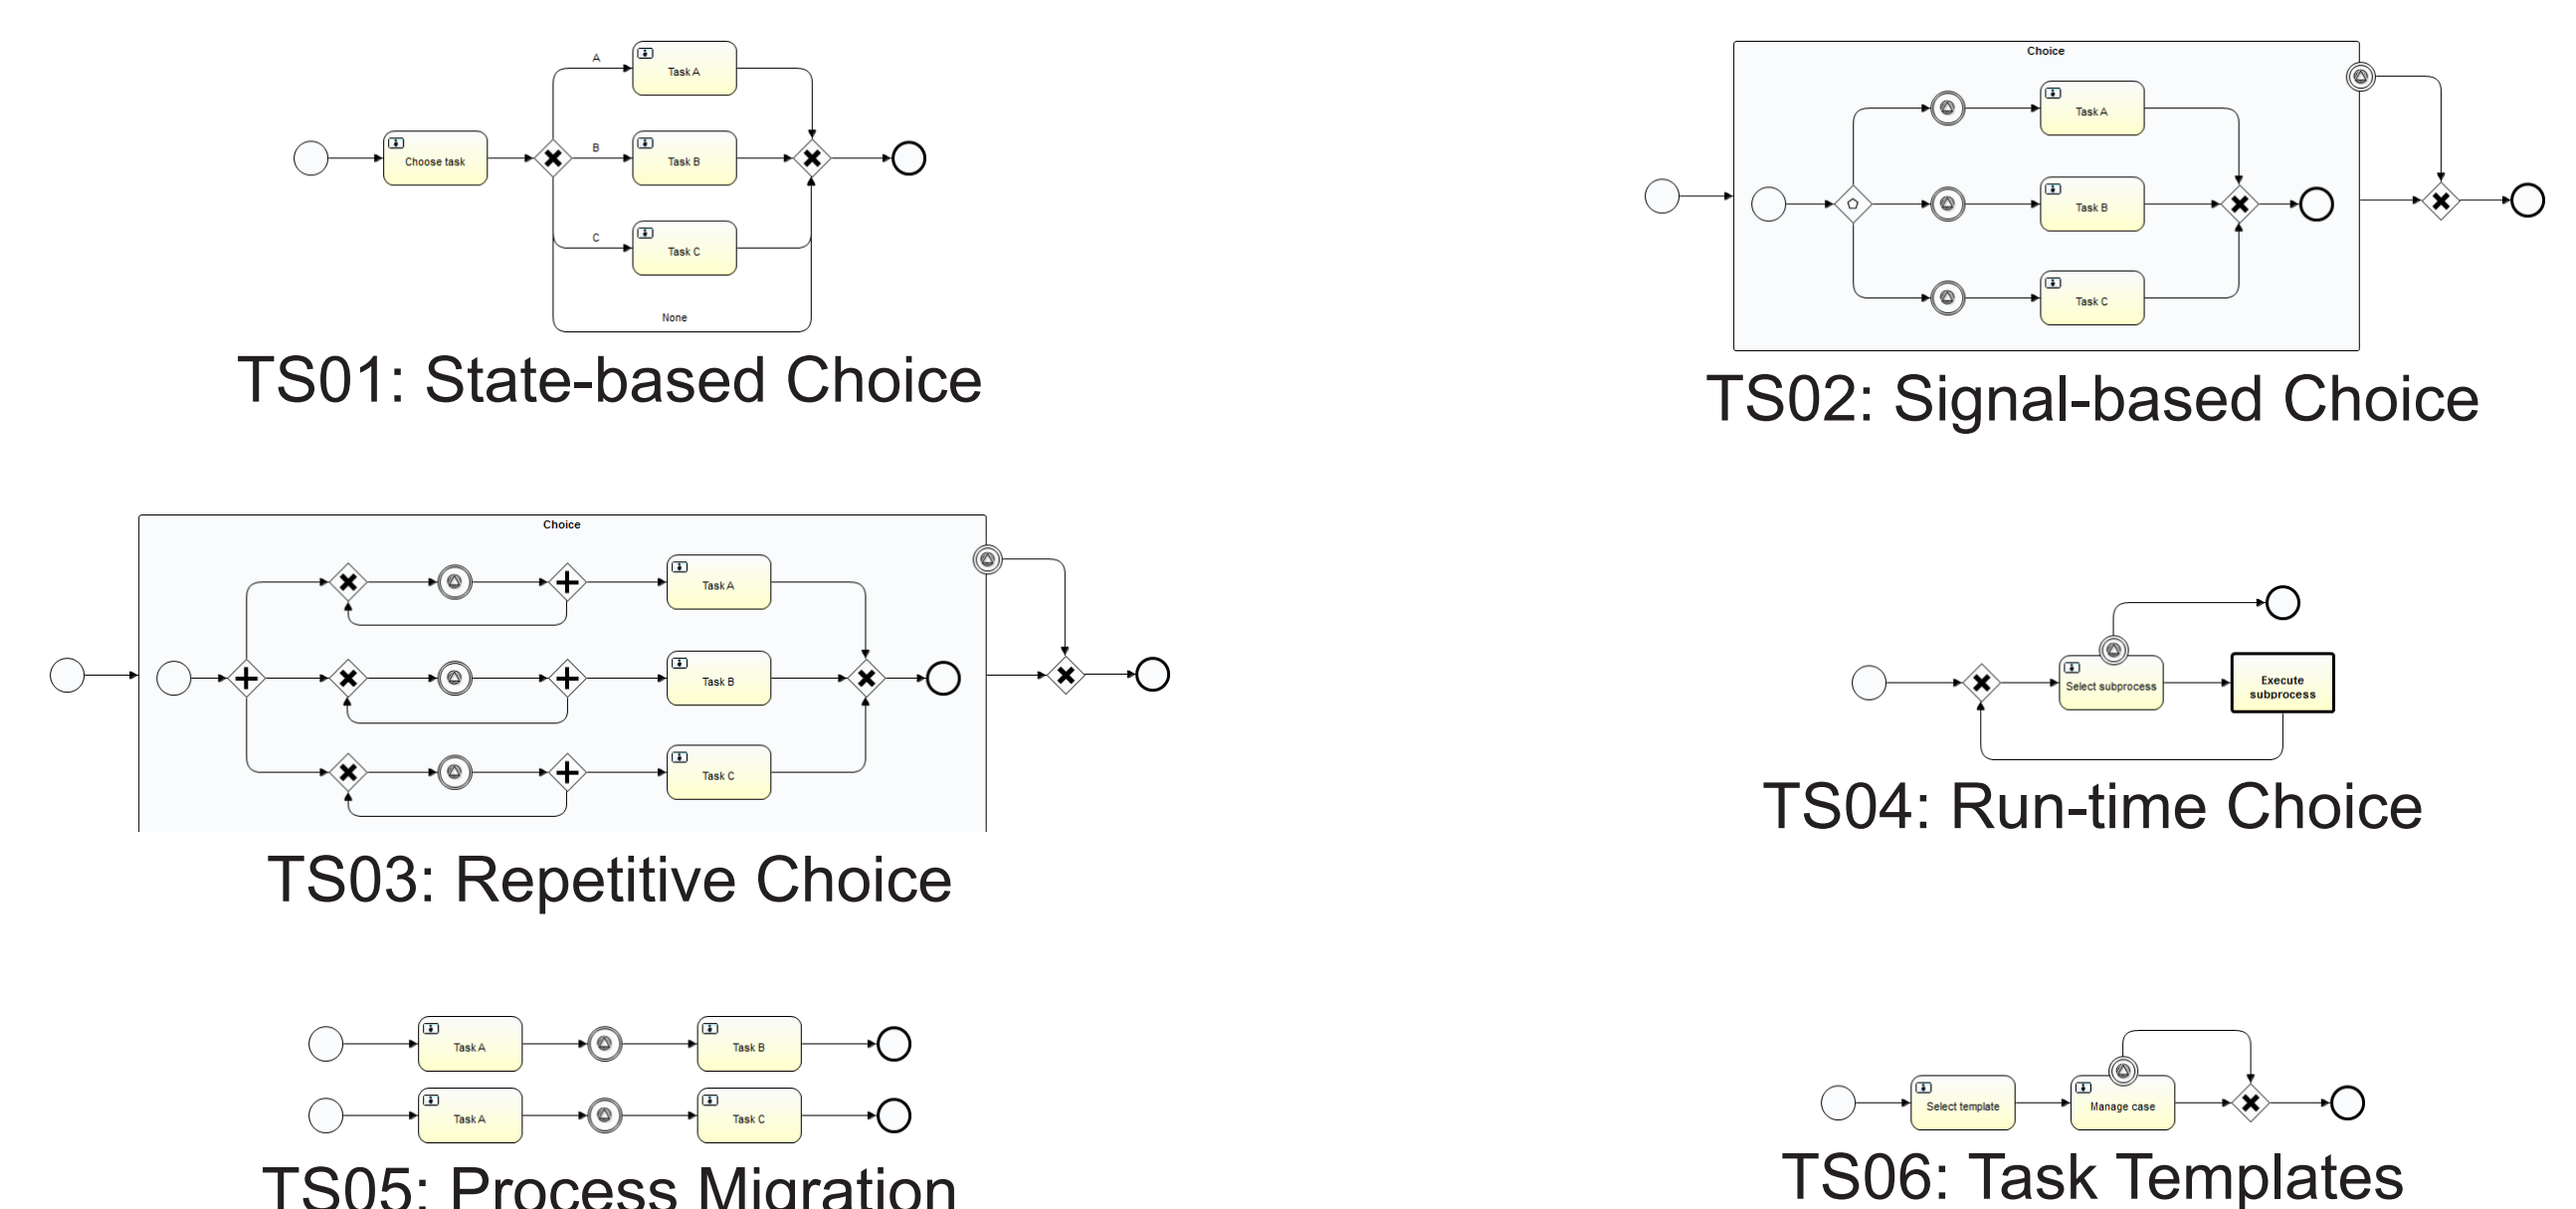 A
Task A
Choose task
B
Task B
C
Task C
None
TS01: State-based Choice
Choice
Task A
Task B
Task C
TS02: Signal-based Choice
Choice
Task A
Task B
Task C
TS03: Repetitive Choice
Select subprocess
Execute
subprocess
TS04: Run-time Choice
Task A
Task B
Task A
Task C
TS05: Process Migration
Select template
Manage case
TS06: Task Templates